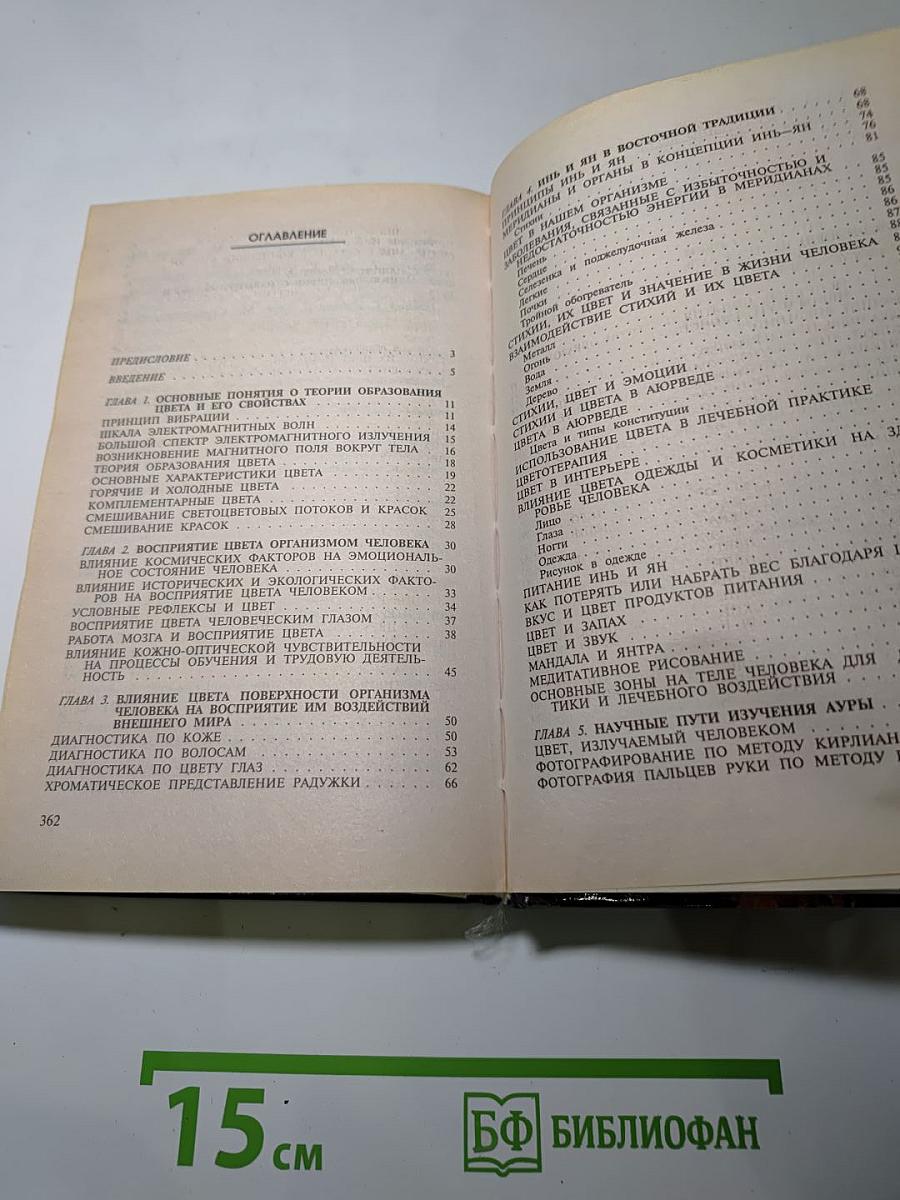 ОГЛАВЛЕНИЕ
ПРЕДИСЛОВИЕ . . . 3
ВВЕДЕНИЕ . . . 5
ГЛАВА 1. ОСНОВНЫЕ ПОНЯТИЯ О ТЕОРИИ ОБРАЗОВАНИЯ
ЦВЕТА И ЕГО СВОЙСТВАХ . . . 11
ПРИНЦИП ВИБРАЦИИ . . . 11
ШКАЛА ЭЛЕКТРОМАГНИТНЫХ ВОЛН . . . 14
БОЛЬШОЙ СПЕКТР ЭЛЕКТРОМАГНИТНОГО ИЗЛУЧЕНИЯ 15
ВОЗНИКНОВЕНИЕ МАГНИТНОГО ПОЛЯ ВОКРУГ ТЕЛА 16
ТЕОРИЯ ОБРАЗОВАНИЯ ЦВЕТА . . . 18
ОСНОВНЫЕ ХАРАКТЕРИСТИКИ ЦВЕТА . . . 19
ГОРЯЧИЕ И ХОЛОДНЫЕ ЦВЕТА . . . 22
КОМПЛЕМЕНТАРНЫЕ ЦВЕТА . . . 22
СМЕШИВАНИЕ СВЕТОЦВЕТОВЫХ ПОТОКОВ И КРАСОК 25
СМЕШИВАНИЕ КРАСОК . . . 28
ГЛАВА 2. ВОСПРИЯТИЕ ЦВЕТА ОРГАНИЗМОМ ЧЕЛОВЕКА 30
ВЛИЯНИЕ КОСМИЧЕСКИХ ФАКТОРОВ НА ЭМОЦИОНАЛЬ-
НОЕ СОСТОЯНИЕ ЧЕЛОВЕКА . . . 30
ВЛИЯНИЕ ИСТОРИЧЕСКИХ И ЭКОЛОГИЧЕСКИХ ФАКТО-
РОВ НА ВОСПРИЯТИЕ ЦВЕТА ЧЕЛОВЕКОМ . . . 33
УСЛОВНЫЕ РЕФЛЕКСЫ И ЦВЕТ . . . 34
ВОСПРИЯТИЕ ЦВЕТА ЧЕЛОВЕЧЕСКИМ ГЛАЗОМ . . . 37
РАБОТА МОЗГА И ВОСПРИЯТИЕ ЦВЕТА . . . 38
ВЛИЯНИЕ КОЖНО-ОПТИЧЕСКОЙ ЧУВСТВИТЕЛЬНОСТИ
НА ПРОЦЕССЫ ОБУЧЕНИЯ И ТРУДОВУЮ ДЕЯТЕЛЬ-
НОСТЬ . . . 45
ГЛАВА 3. ВЛИЯНИЕ ЦВЕТА ПОВЕРХНОСТИ ОРГАНИЗМА
ЧЕЛОВЕКА НА ВОСПРИЯТИЕ ИМ ВОЗДЕЙСТВИЙ
ВНЕШНЕГО МИРА . . . 50
ДИАГНОСТИКА ПО КОЖЕ . . . 50
ДИАГНОСТИКА ПО ВОЛОСАМ . . . 53
ДИАГНОСТИКА ПО ЦВЕТУ ГЛАЗ . . . 62
ХРОМАТИЧЕСКОЕ ПРЕДСТАВЛЕНИЕ РАДУЖКИ . . . 66
362
ГЛАВА 4. ИНЬ И ЯН В ВОСТОЧНОЙ ТРАДИЦИИ . . . 68
ПРИНЦИПЫ ИНЬ И ЯН . . . 68
МЕРИДИАНЫ И ОРГАНЫ В КОНЦЕПЦИИ ИНЬ—ЯН 74
Стихии . . . 76
ЦВЕТ В НАШЕМ ОРГАНИЗМЕ . . . 81
ЗАБОЛЕВАНИЯ, СВЯЗАННЫЕ С ИЗБЫТОЧНОСТЬЮ И
НЕДОСТАТОЧНОСТЬЮ ЭНЕРГИИ В МЕРИДИАНАХ 85
Печень . . . 85
Сердце . . . 85
Селезенка и поджелудочная железа . . . 86
Легкие . . . 86
Почки . . . 87
Тройной обогреватель . . .
СТИХИИ, ИХ ЦВЕТ И ЗНАЧЕНИЕ В ЖИЗНИ ЧЕЛОВЕКА
ВЗАИМОДЕЙСТВИЕ СТИХИЙ И ИХ ЦВЕТА . . .
Металл . . .
Огонь . . .
Вода . . .
Земля . . .
Дерево . . .
СТИХИИ, ЦВЕТ И ЭМОЦИИ . . .
СТИХИИ И ЦВЕТА В АЮРВЕДЕ . . .
ЦВЕТА В АЮРВЕДЕ . . .
Цвета и типы конституции . . .
ИСПОЛЬЗОВАНИЕ ЦВЕТА В ЛЕЧЕБНОЙ ПРАКТИКЕ
ЦВЕТОТЕРАПИЯ . . .
ЦВЕТ В ИНТЕРЬЕРЕ . . .
ВЛИЯНИЕ ЦВЕТА ОДЕЖДЫ И КОСМЕТИКИ НА
РОВЬЕ ЧЕЛОВЕКА . . .
Лицо . . .
Глаза . . .
Ногти . . .
Одежда . . .
Рисунок в одежде . . .
ПИТАНИЕ ИНЬ И ЯН . . .
КАК ПОТЕРЯТЬ ИЛИ НАБРАТЬ ВЕС БЛАГОДАРЯ
ВКУС И ЦВЕТ ПРОДУКТОВ ПИТАНИЯ . . .
ЦВЕТ И ЗАПАХ . . .
ЦВЕТ И ЗВУК . . .
МАНДАЛА И ЯНТРА . . .
МЕДИТАТИВНОЕ РИСОВАНИЕ . . .
ОСНОВНЫЕ ЗОНЫ НА ТЕЛЕ ЧЕЛОВЕКА ДЛЯ
ТИКИ И ЛЕЧЕБНОГО ВОЗДЕЙСТВИЯ . . .
ГЛАВА 5. НАУЧНЫЕ ПУТИ ИЗУЧЕНИЯ АУРЫ . . .
ЦВЕТ, ИЗЛУЧАЕМЫЙ ЧЕЛОВЕКОМ . . .
ФОТОГРАФИРОВАНИЕ ПО МЕТОДУ КИРЛИАН
ФОТОГРАФИЯ ПАЛЬЦЕВ РУКИ ПО МЕТОДУ
15 см
БФ БИБЛИОФАН